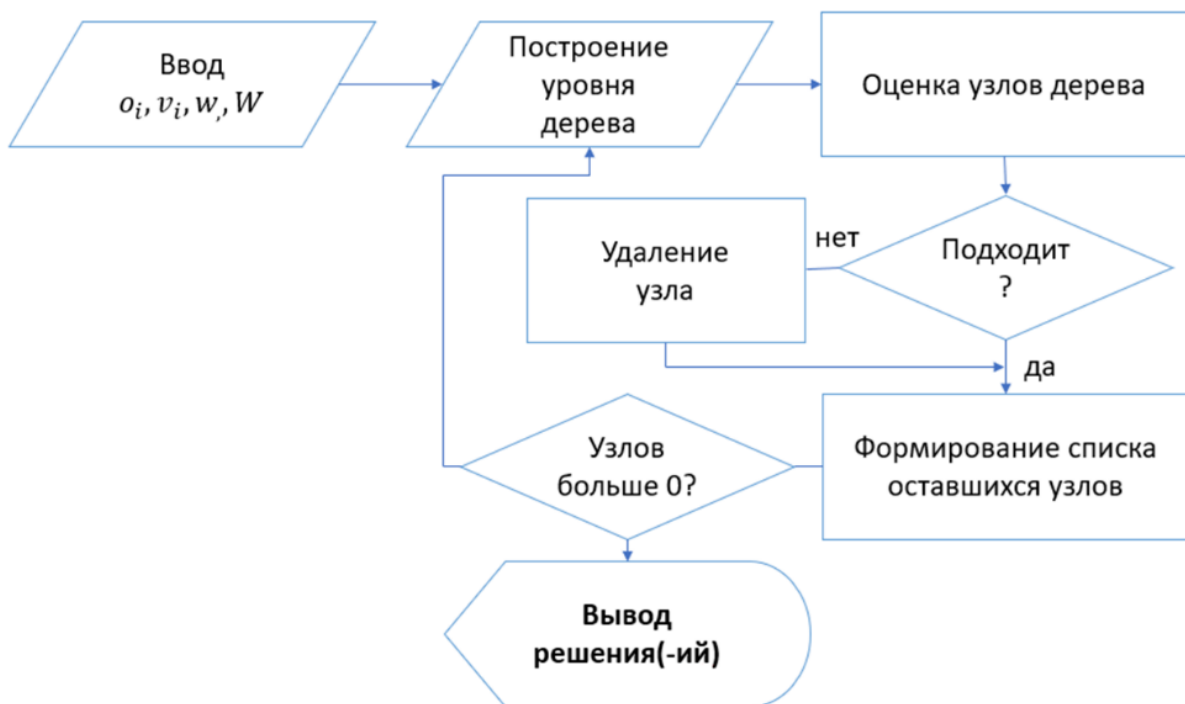 Ввод
𝑜ᵢ, 𝑣ᵢ, 𝑤, 𝑊
Построение
уровня
дерева
Оценка узлов дерева
Подходит
?
нет
Удаление
узла
да
Формирование списка
оставшихся узлов
Узлов
больше 0?
Вывод
решения(-ий)